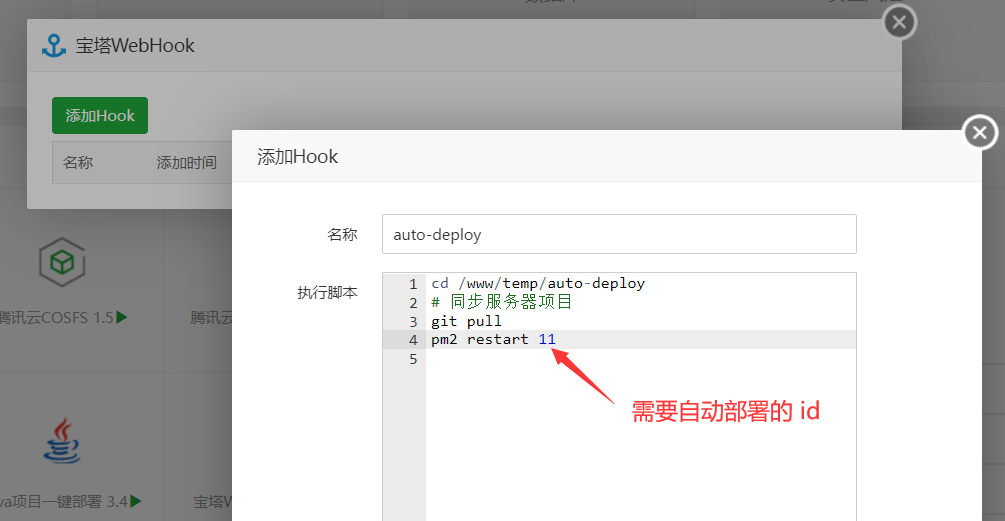 宝塔WebHook
添加Hook
名称 添加时间
添加Hook
名称 auto-deploy
执行脚本
1 cd /www/temp/auto-deploy
2 # 同步服务器项目
3 git pull
4 pm2 restart 11
5
需要自动部署的 id
腾讯云COSFS 1.5
腾讯云
va项目一键部署 3.4
宝塔W